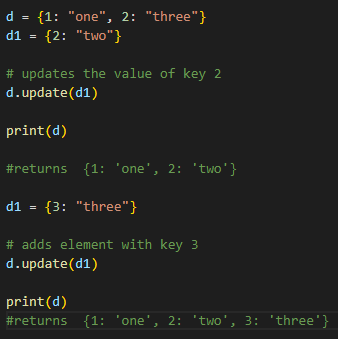 d = {1: "one", 2: "three"}
d1 = {2: "two"}
# updates the value of key 2
d.update(d1)
print(d)
#returns  {1: 'one', 2: 'two'}
d1 = {3: "three"}
# adds element with key 3
d.update(d1)
print(d)
#returns  {1: 'one', 2: 'two', 3: 'three'}